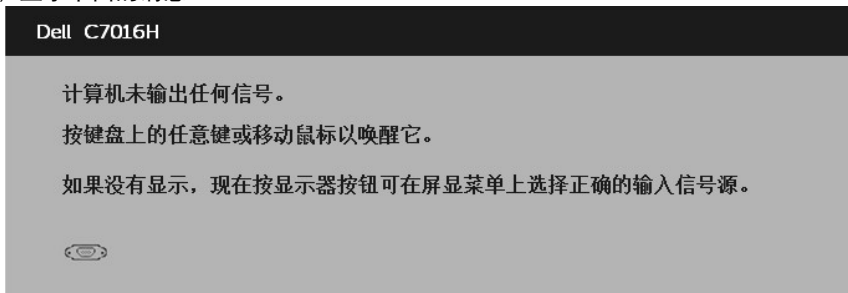 Dell C7016H
计算机未输出任何信号。
按键盘上的任意键或移动鼠标以唤醒它。
如果没有显示，现在按显示器按钮可在屏显菜单上选择正确的输入信号源。